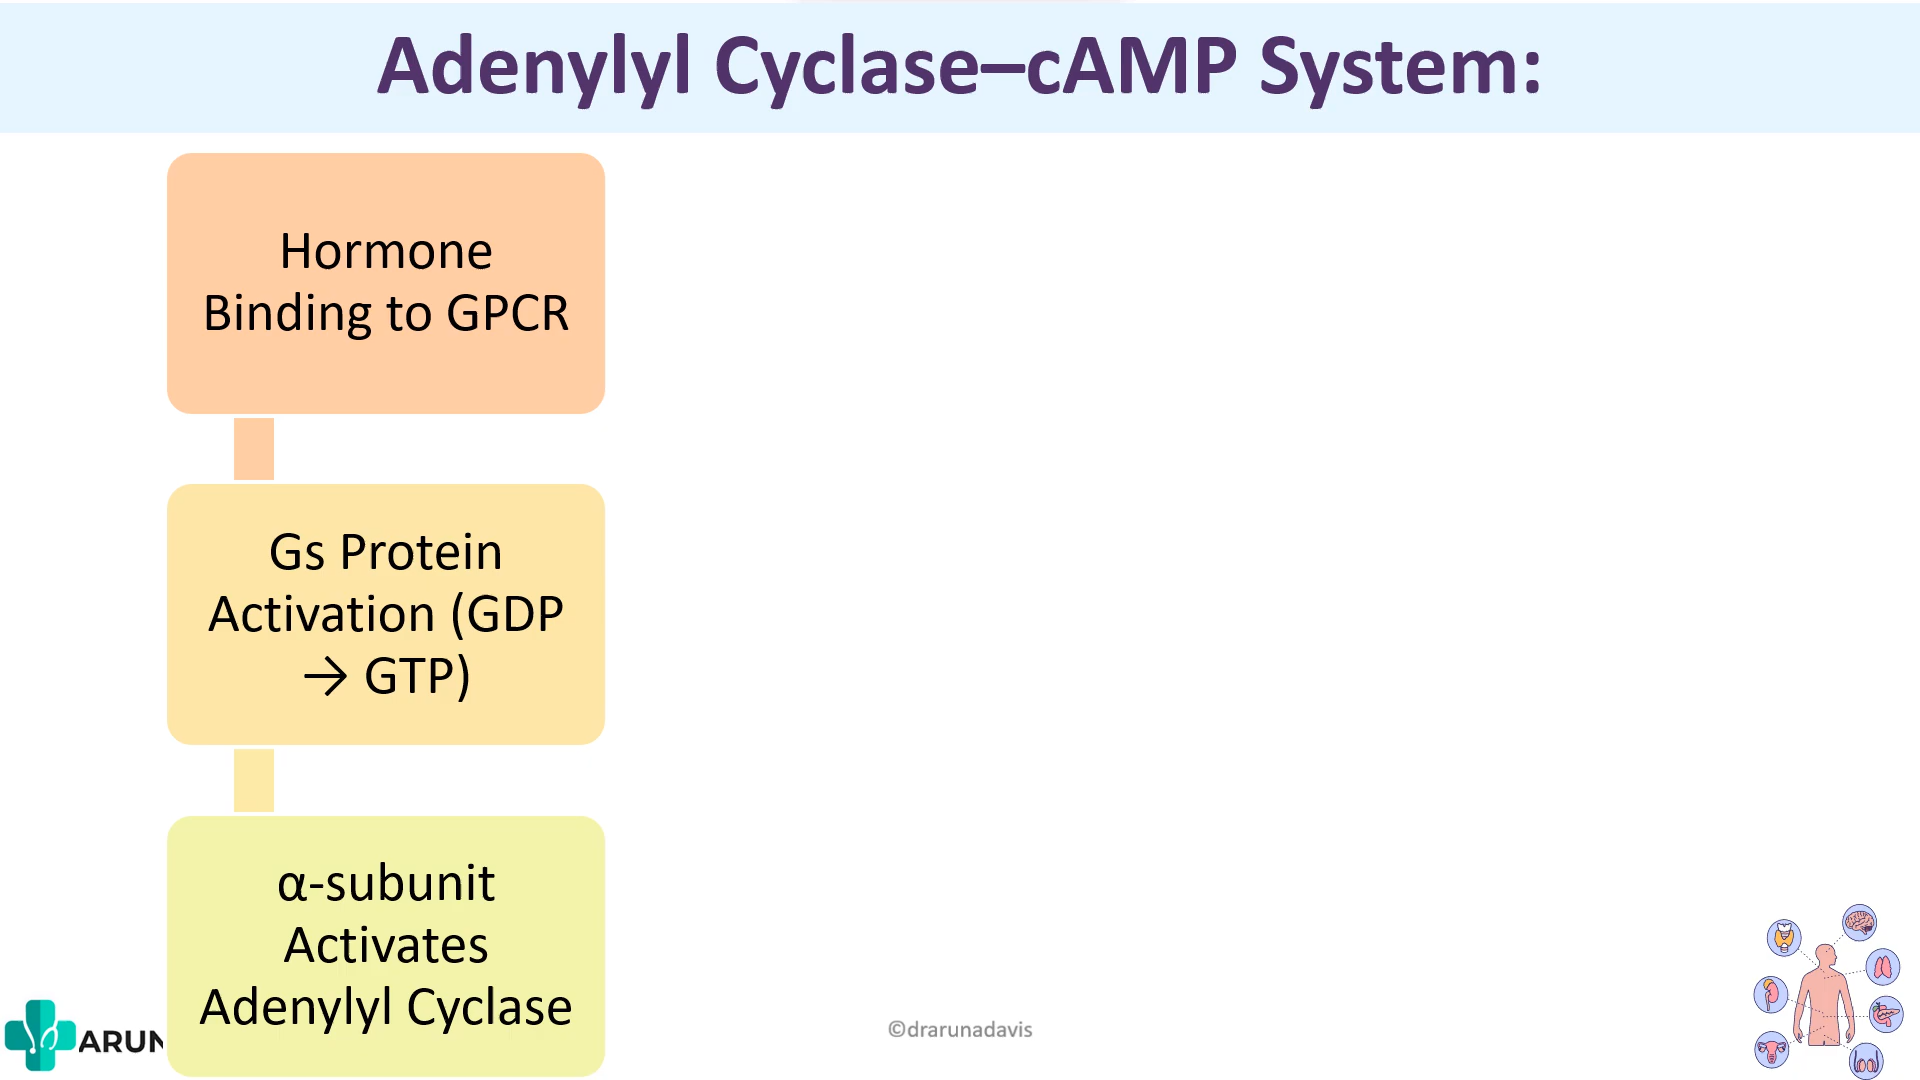 Adenylyl Cyclase–cAMP System:
Hormone
Binding to GPCR
Gs Protein
Activation (GDP
→ GTP)
α-subunit
Activates
Adenylyl Cyclase
ARUN
©drarunadavis